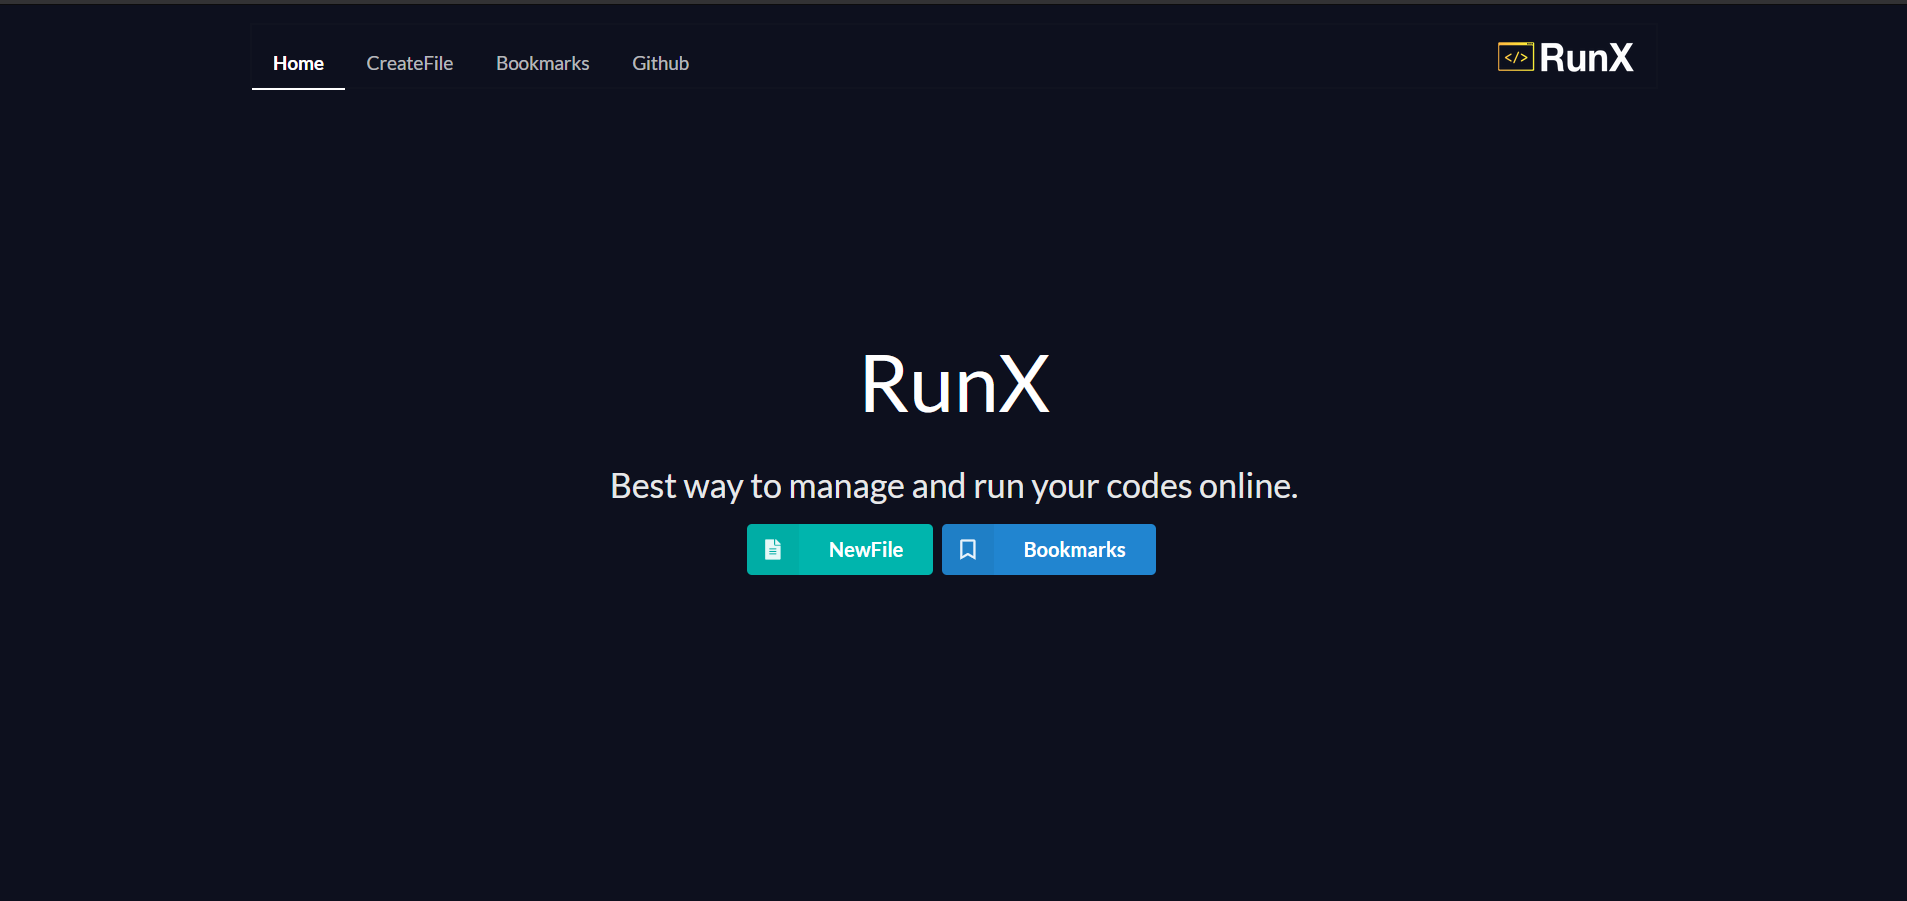 Home CreateFile Bookmarks Github </> RunX
RunX
Best way to manage and run your codes online.
NewFile Bookmarks